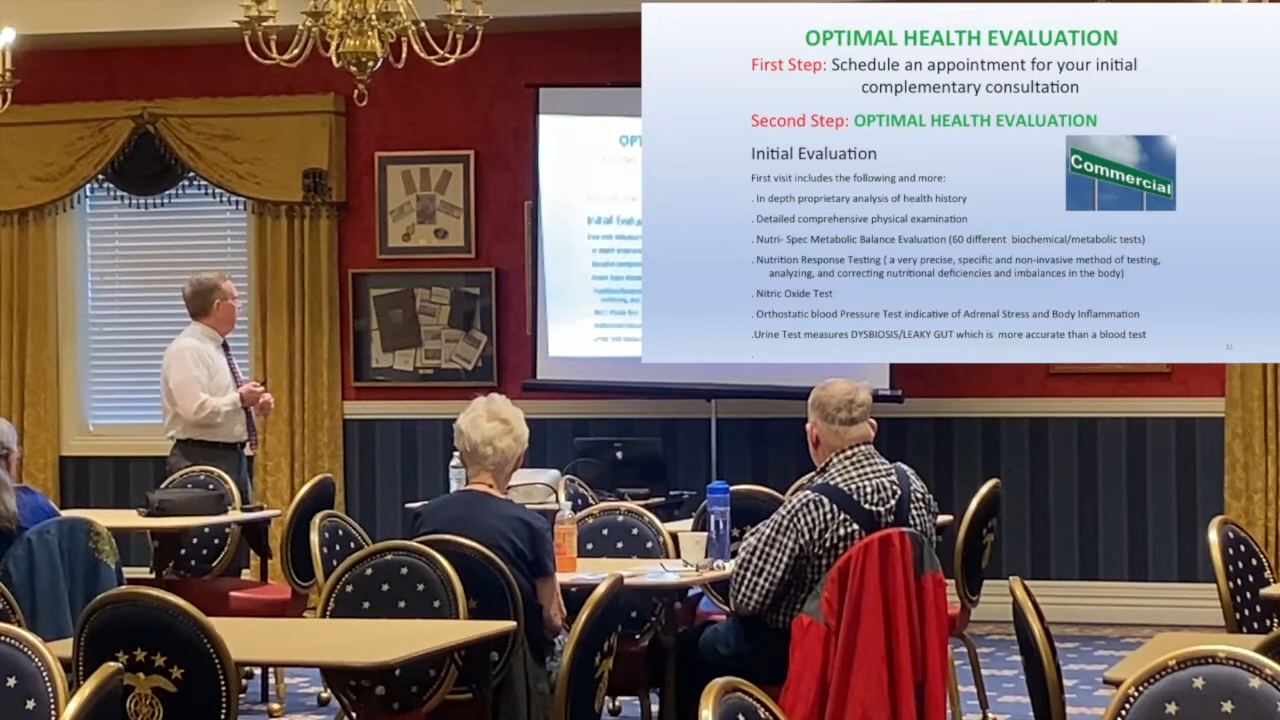 OPTIMAL HEALTH EVALUATION
First Step: Schedule an appointment for your initial
complementary consultation
Second Step: OPTIMAL HEALTH EVALUATION
Initial Evaluation
First visit includes the following and more:
. In depth proprietary analysis of health history
. Detailed comprehensive physical examination
. Nutri- Spec Metabolic Balance Evaluation (60 different biochemical/metabolic tests)
. Nutrition Response Testing ( a very precise, specific and non-invasive method of testing,
analyzing, and correcting nutritional deficiencies and imbalances in the body)
. Nitric Oxide Test
. Orthostatic blood Pressure Test indicative of Adrenal Stress and Body Inflammation
.Urine Test measures DYSBIOSIS/LEAKY GUT which is more accurate than a blood test
.
Commercial
31
OPT